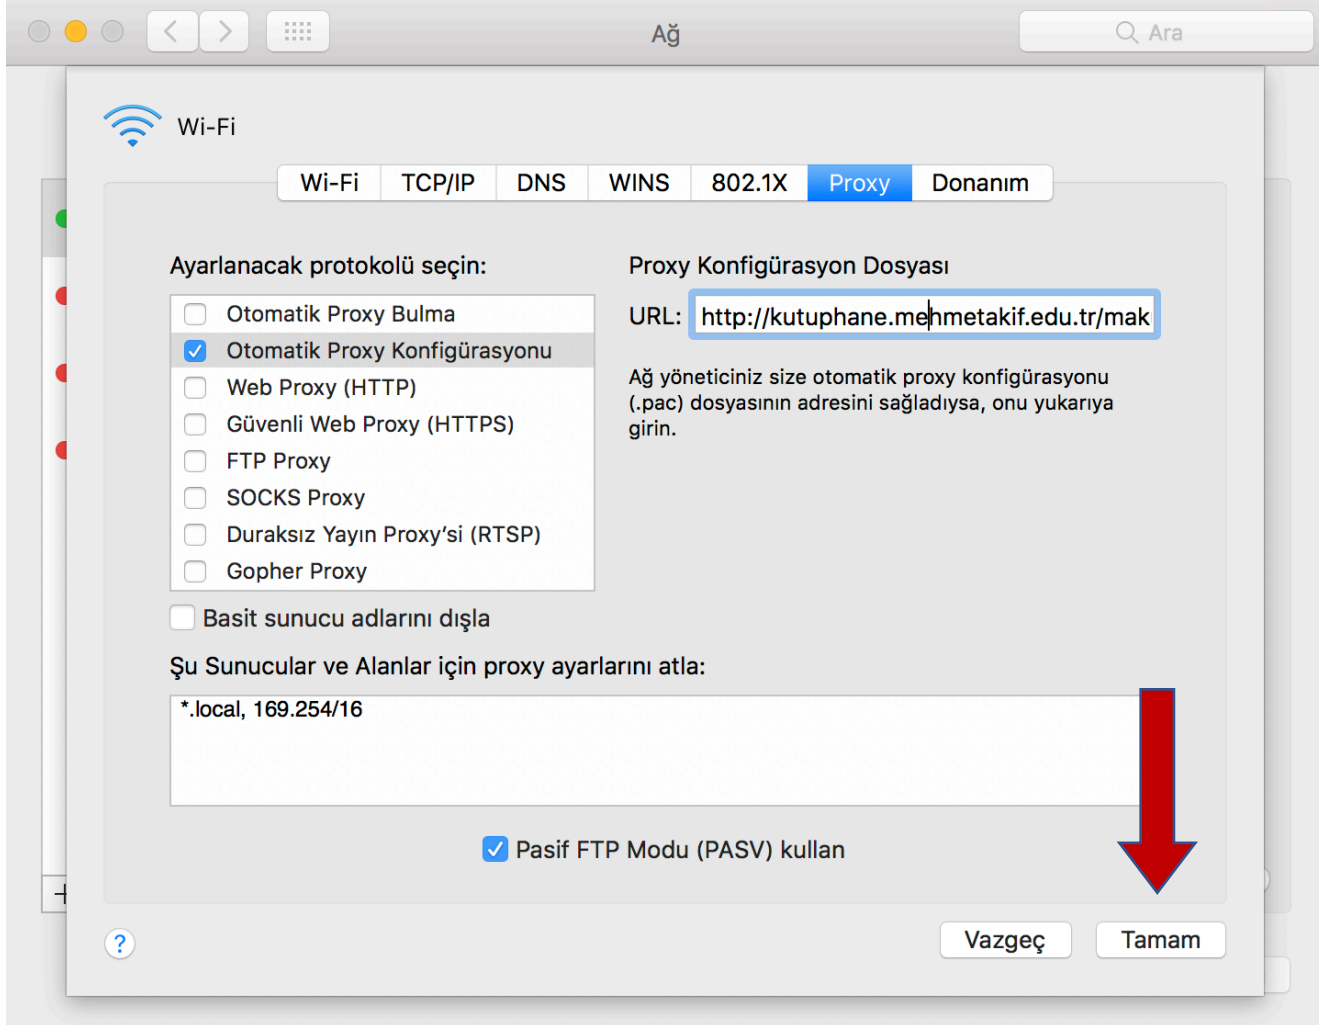 Ağ
Ara
Wi-Fi
Wi-Fi TCP/IP DNS WINS 802.1X Proxy Donanım
Ayarlanacak protokolü seçin:
Otomatik Proxy Bulma
Otomatik Proxy Konfigürasyonu
Web Proxy (HTTP)
Güvenli Web Proxy (HTTPS)
FTP Proxy
SOCKS Proxy
Duraksız Yayın Proxy’si (RTSP)
Gopher Proxy
Proxy Konfigürasyon Dosyası
URL: http://kutuphane.mehmetakif.edu.tr/mak
Ağ yöneticiniz size otomatik proxy konfigürasyonu
(.pac) dosyasının adresini sağladıysa, onu yukarıya
girin.
Basit sunucu adlarını dışla
Şu Sunucular ve Alanlar için proxy ayarlarını atla:
*.local, 169.254/16
Pasif FTP Modu (PASV) kullan
+
?
Vazgeç
Tamam